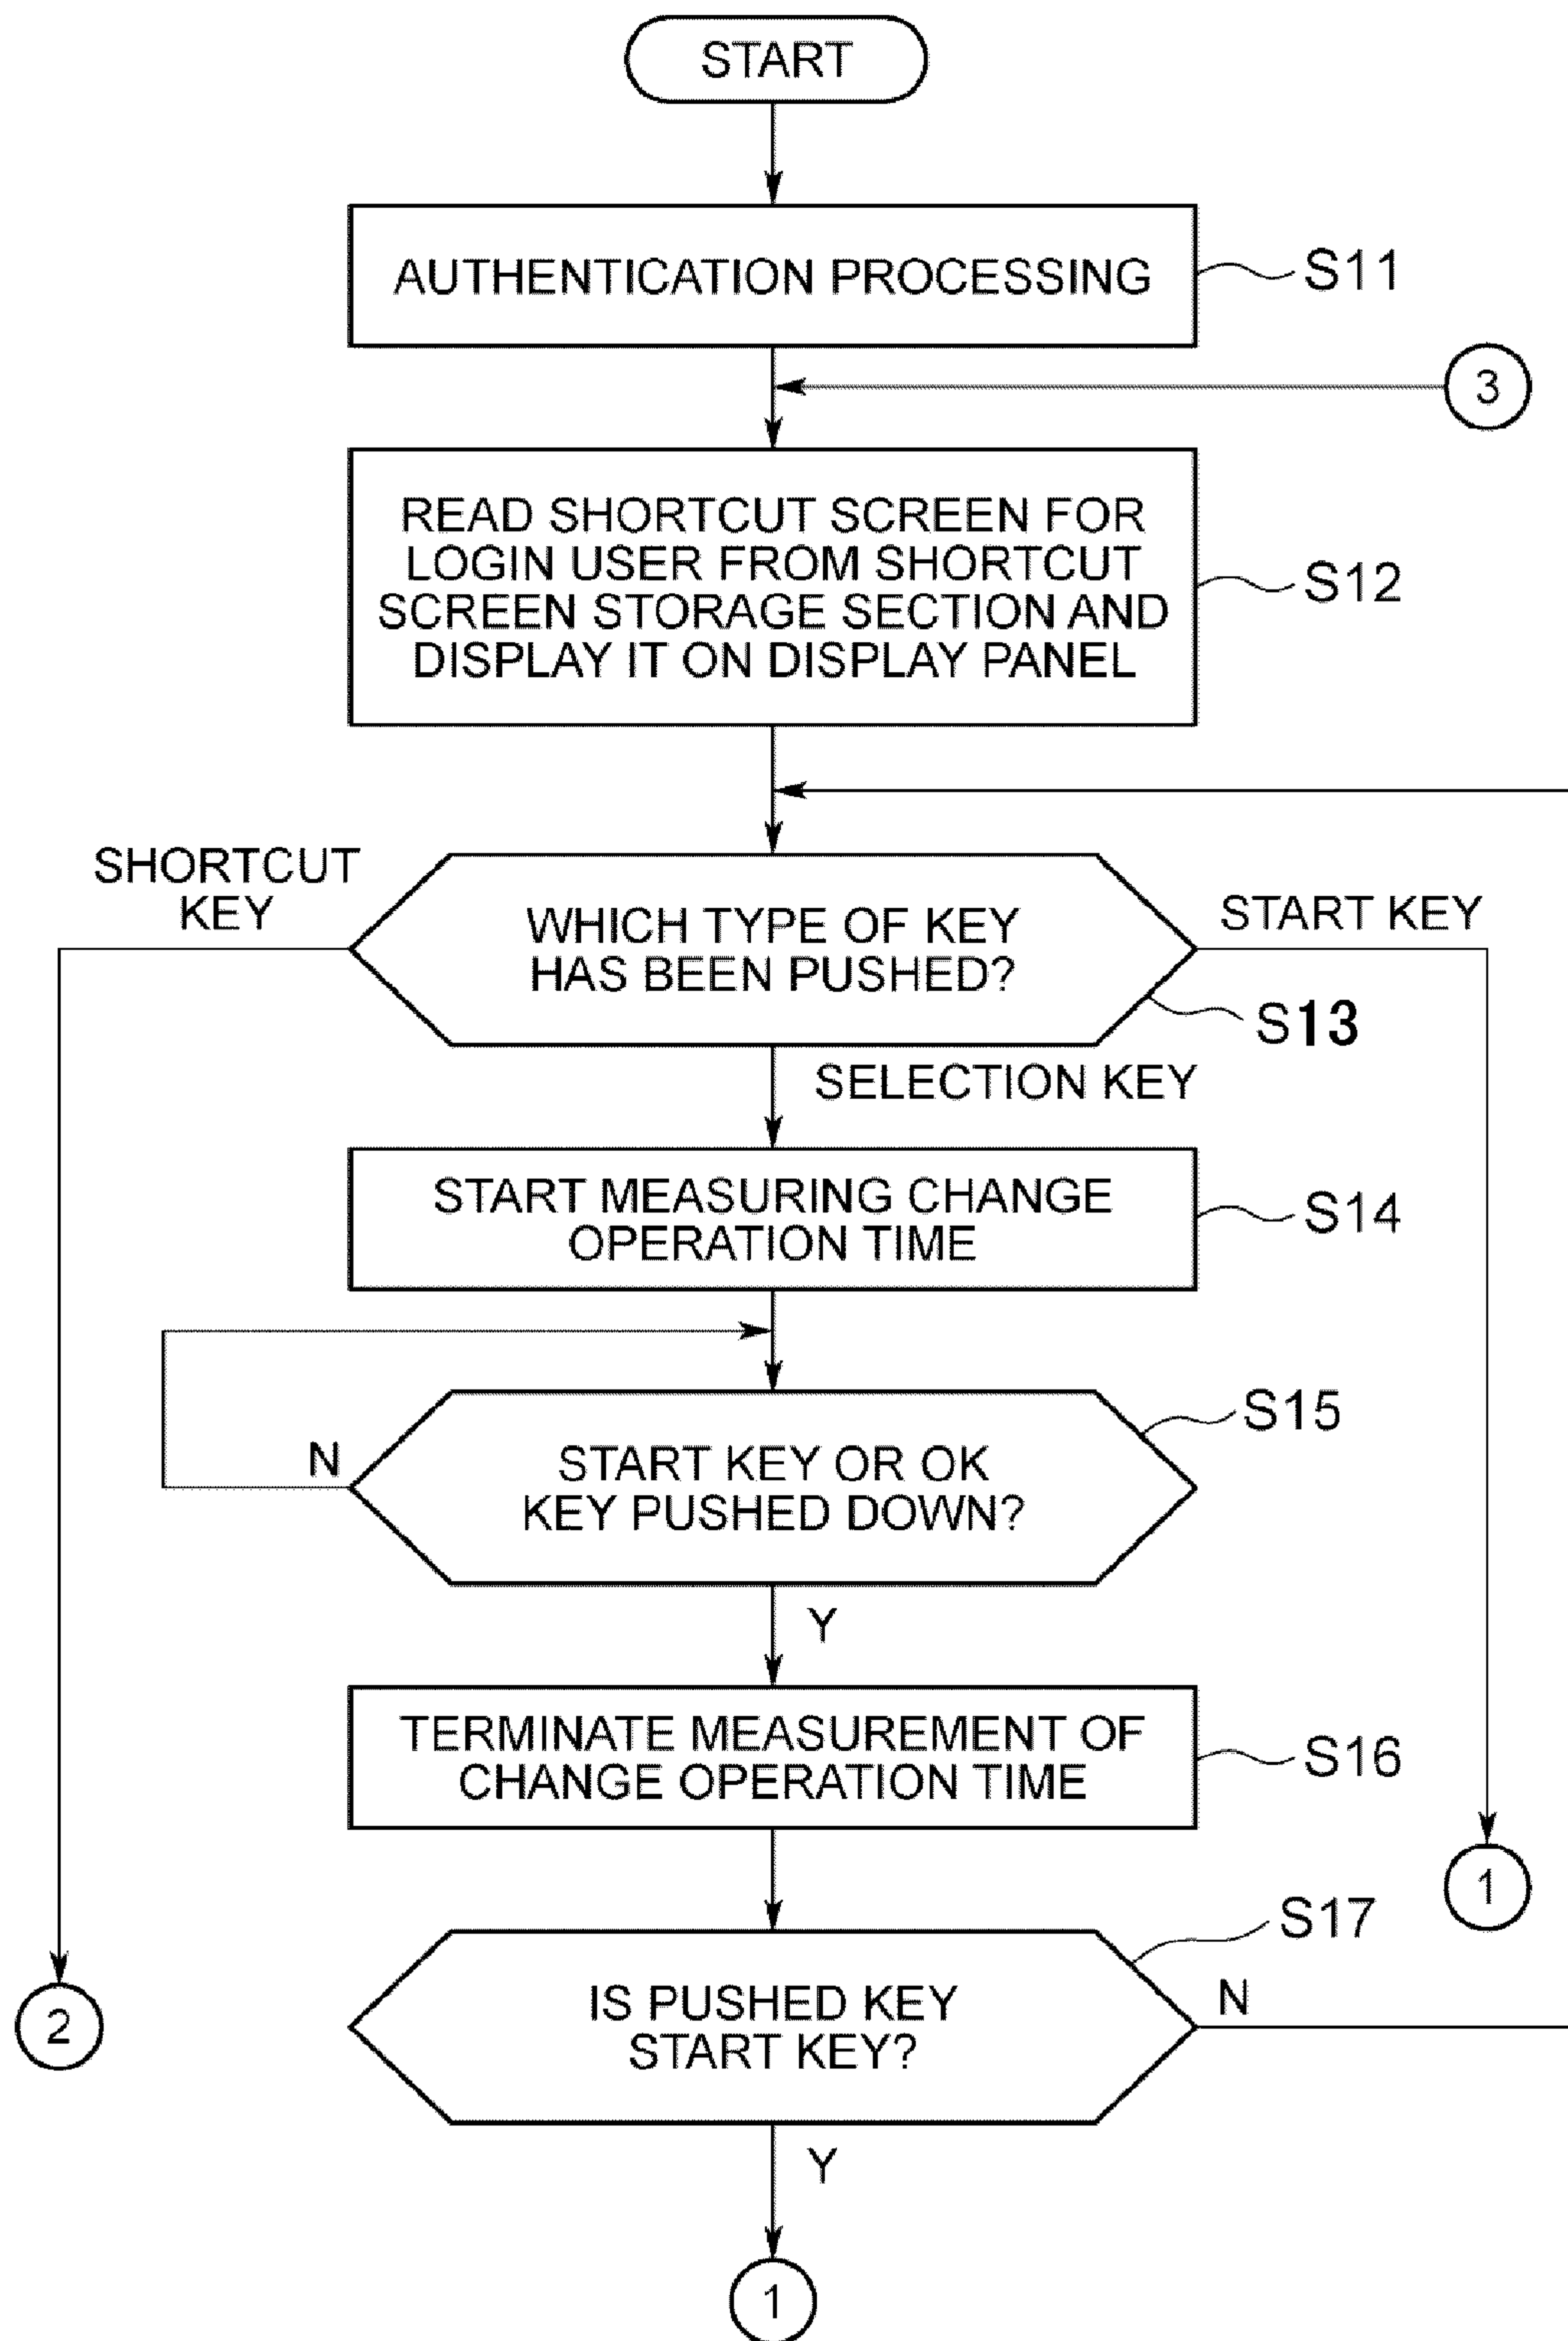 START
AUTHENTICATION PROCESSING
S11
3
READ SHORTCUT SCREEN FOR
LOGIN USER FROM SHORTCUT
SCREEN STORAGE SECTION AND
DISPLAY IT ON DISPLAY PANEL
S12
SHORTCUT
KEY
WHICH TYPE OF KEY
HAS BEEN PUSHED?
START KEY
S13
SELECTION KEY
START MEASURING CHANGE
OPERATION TIME
S14
S15
N
START KEY OR OK
KEY PUSHED DOWN?
Y
TERMINATE MEASUREMENT OF
CHANGE OPERATION TIME
S16
1
S17
2
IS PUSHED KEY
START KEY?
N
Y
1